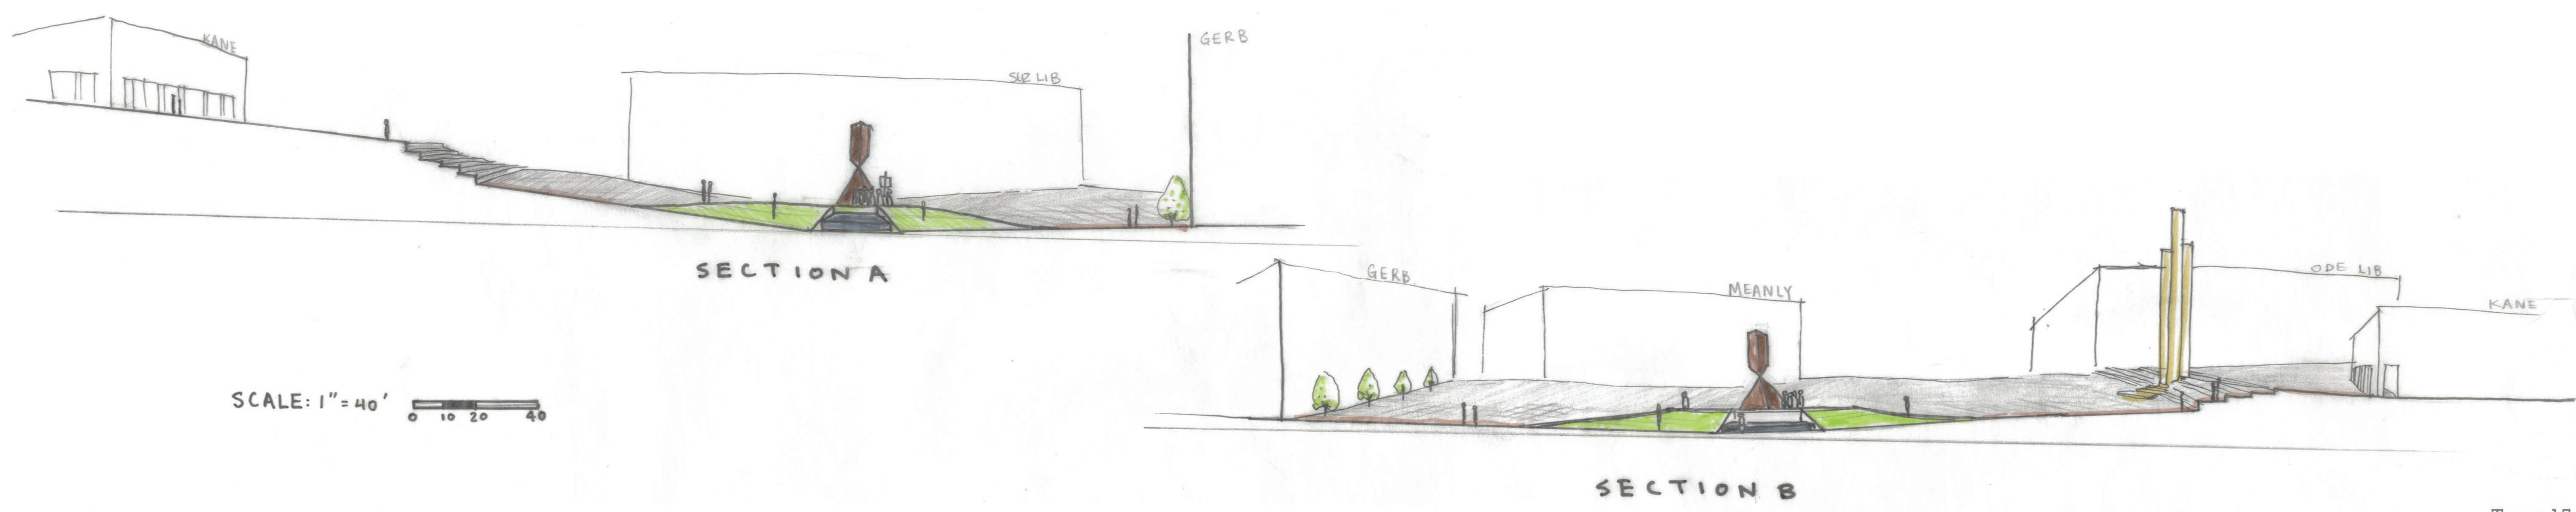 KANE
SUZ LIB
GERB
SECTION A
GERB.
MEANLY
ODE LIB
KANE
SCALE: 1"=40'
0 10 20 40
SECTION B